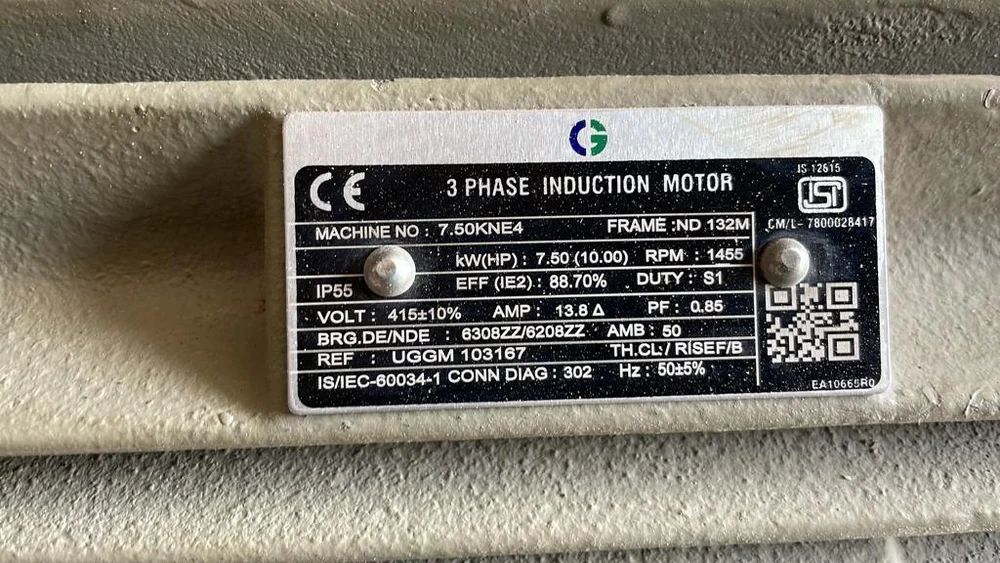 CG
CE
3 PHASE INDUCTION MOTOR
IS 12615
ISI
CM/L- 7800028417
MACHINE NO : 7.50KNE4 FRAME : ND 132M
kW(HP) : 7.50 (10.00) RPM : 1455
IP55 EFF (IE2) : 88.70% DUTY : S1
VOLT : 415±10% AMP : 13.8 Δ PF : 0.85
BRG.DE/NDE : 6308ZZ/6208ZZ AMB : 50
REF : UGGM 103167 TH.CL / RISEF/B
IS/IEC-60034-1 CONN DIAG : 302 Hz : 50±5%
EA10665R0